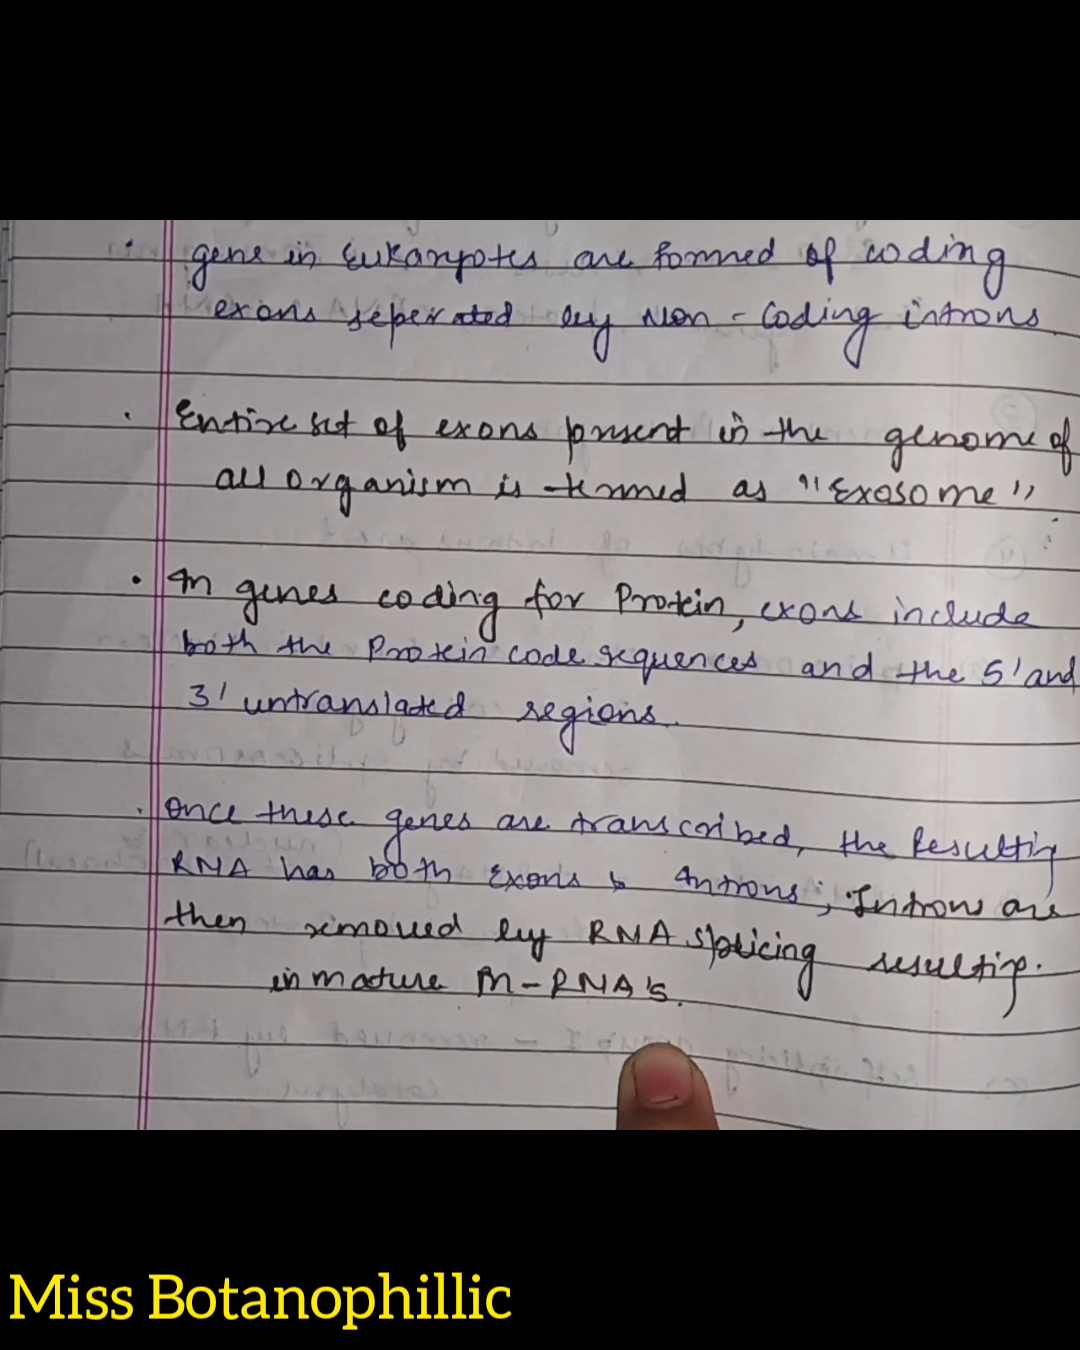 • gene in Eukaryotes are formed of coding
exons seperated by Non - Coding introns
• Entire set of exons present in the genome of
all organism is termed as "Exosome"
• In genes coding for Protein, exons include
both the Protein code sequences and the 5' and
3' untranslated regions.
• Once these genes are transcribed, the Resulting
RNA has both Exons & Introns; Introns are
then removed by RNA splicing resulting.
in mature m-RNA's.
Miss Botanophillic